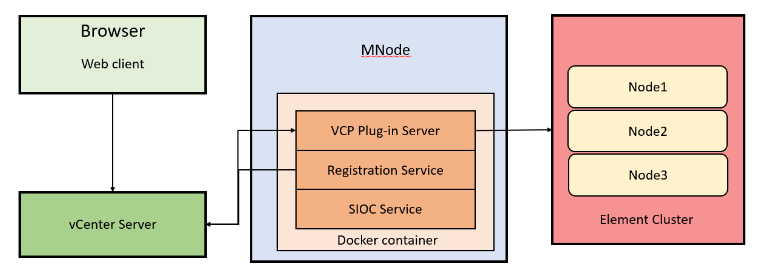 Browser
Web client
vCenter Server
MNode
VCP Plug-in Server
Registration Service
SIOC Service
Docker container
Node1
Node2
Node3
Element Cluster